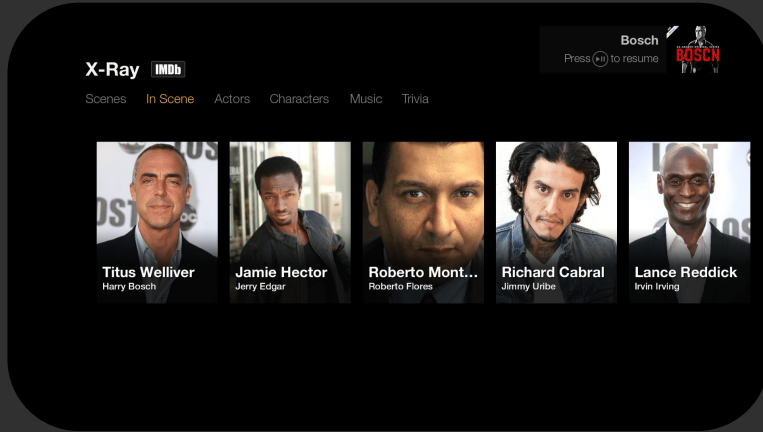 Bosch
Press to resume
BOSCH
X-Ray IMDb
Scenes In Scene Actors Characters Music Trivia
Titus Welliver
Harry Bosch
Jamie Hector
Jerry Edgar
Roberto Mont...
Roberto Flores
Richard Cabral
Jimmy Uribe
Lance Reddick
Irvin Irving